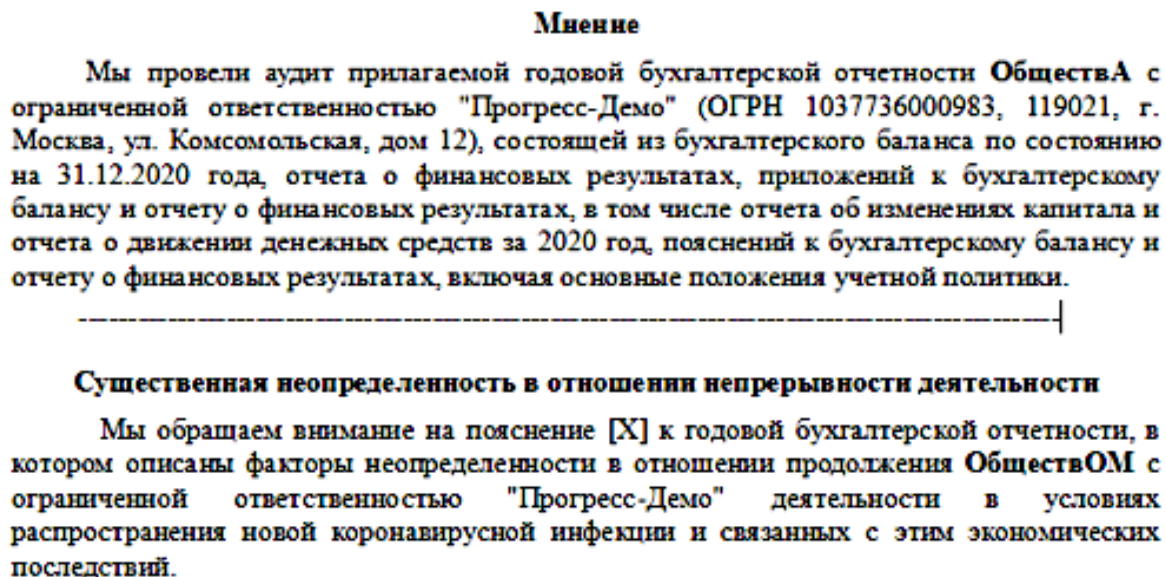 Мнение
Мы провели аудит прилагаемой годовой бухгалтерской отчетности ОбществА с
ограниченной ответственностью "Прогресс-Демо" (ОГРН 1037736000983, 119021, г.
Москва, ул. Комсомольская, дом 12), состоящей из бухгалтерского баланса по состоянию
на 31.12.2020 года, отчета о финансовых результатах, приложений к бухгалтерскому
балансу и отчету о финансовых результатах, в том числе отчета об изменениях капитала и
отчета о движении денежных средств за 2020 год, пояснений к бухгалтерскому балансу и
отчету о финансовых результатах, включая основные положения учетной политики.
Существенная неопределенность в отношении непрерывности деятельности
Мы обращаем внимание на пояснение [X] к годовой бухгалтерской отчетности, в
котором описаны факторы неопределенности в отношении продолжения ОбществОМ с
ограниченной ответственностью "Прогресс-Демо" деятельности в условиях
распространения новой коронавирусной инфекции и связанных с этим экономических
последствий.